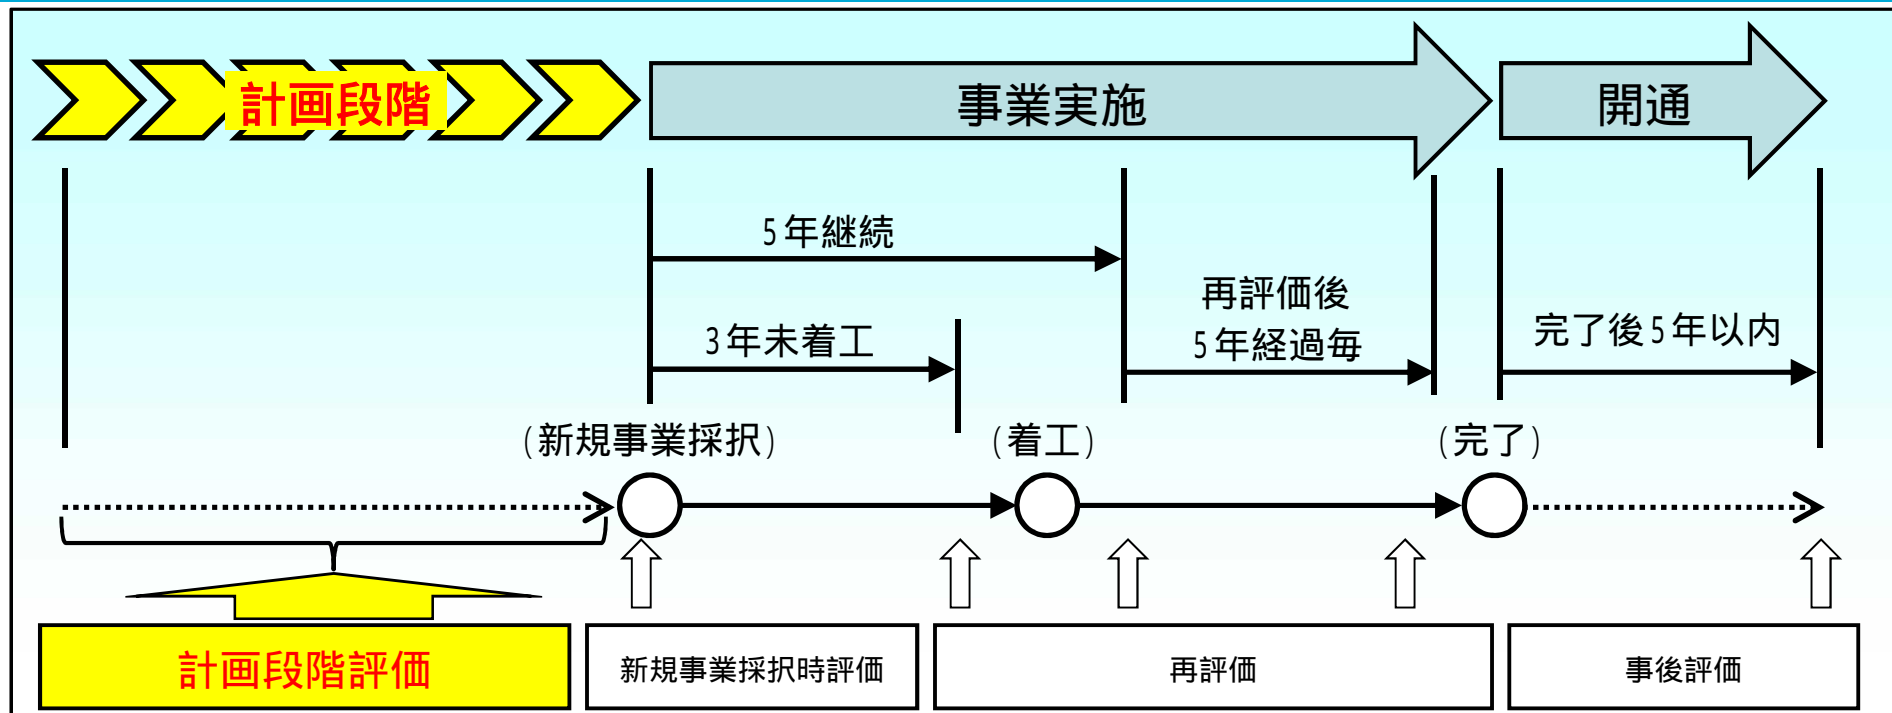 計画段階
事業実施
開通
5年継続
3年未着工
再評価後
5年経過毎
完了後5年以内
(新規事業採択)
(着工)
(完了)
計画段階評価
新規事業採択時評価
再評価
事後評価